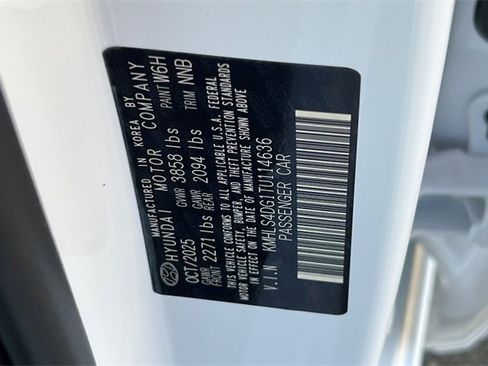 MANUFACTURED IN KOREA BY
HYUNDAI MOTOR COMPANY
OCT/2025 GVWR 3858 lbs PAINT W6H
GAWR FRONT 2271 lbs GAWR REAR 2094 lbs TRIM NNB
THIS VEHICLE CONFORMS TO ALL APPLICABLE U.S.A. FEDERAL
MOTOR VEHICLE SAFETY, BUMPER, AND THEFT PREVENTION STANDARDS
IN EFFECT ON THE DATE OF MANUFACTURE SHOWN ABOVE
V.I.N KMHLS4DG1TU114636
PASSENGER CAR